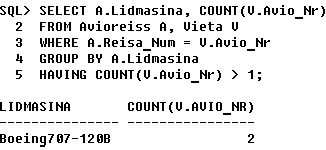 SQL> SELECT A.Lidmasina, COUNT(V.Avio_Nr)
2 FROM Avioreiss A, Vieta V
3 WHERE A.Reisa_Num = V.Avio_Nr
4 GROUP BY A.Lidmasina
5 HAVING COUNT(V.Avio_Nr) > 1;
LIDMASINA COUNT(V.AVIO_NR)
--------------- ----------------
Boeing707-120B 2